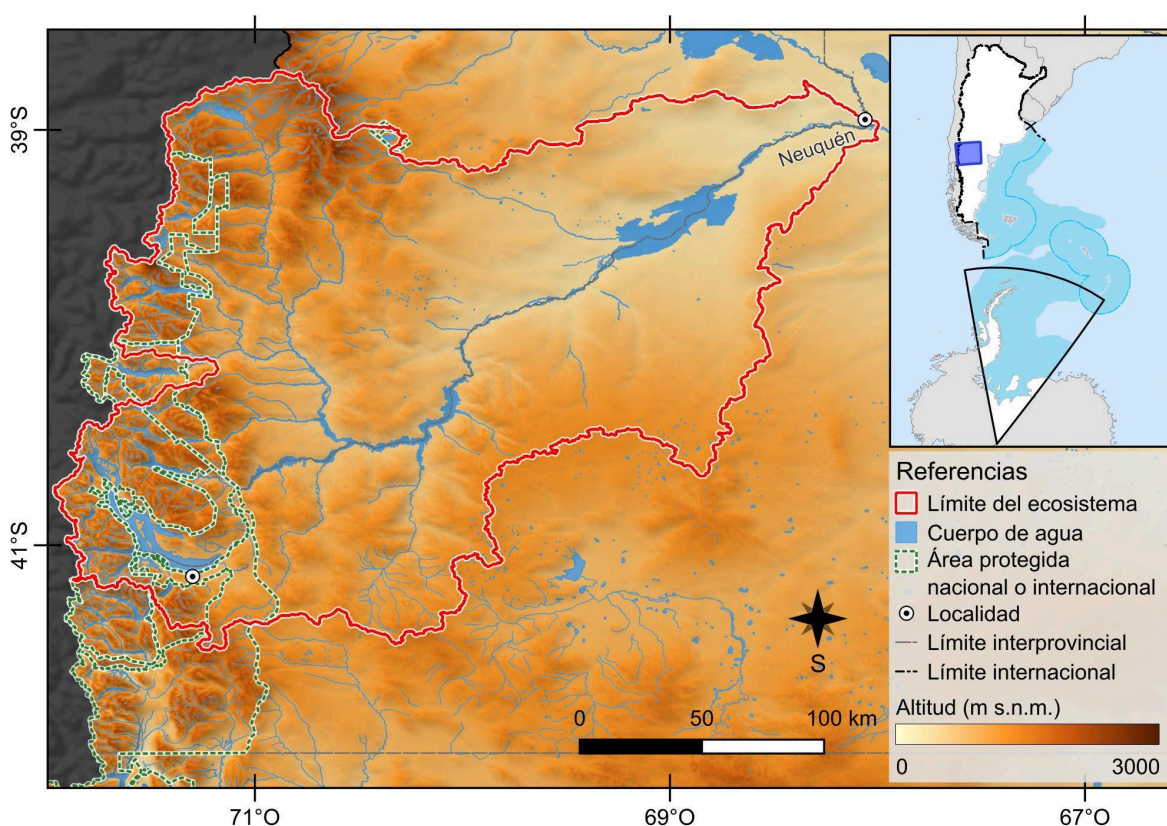 39°S
41°S
Neuquén
Referencias
Límite del ecosistema
Cuerpo de agua
Área protegida
nacional o internacional
Localidad
Límite interprovincial
Límite internacional
Altitud (m s.n.m.)
0 3000
S
0 50 100 km
71°O 69°O 67°O